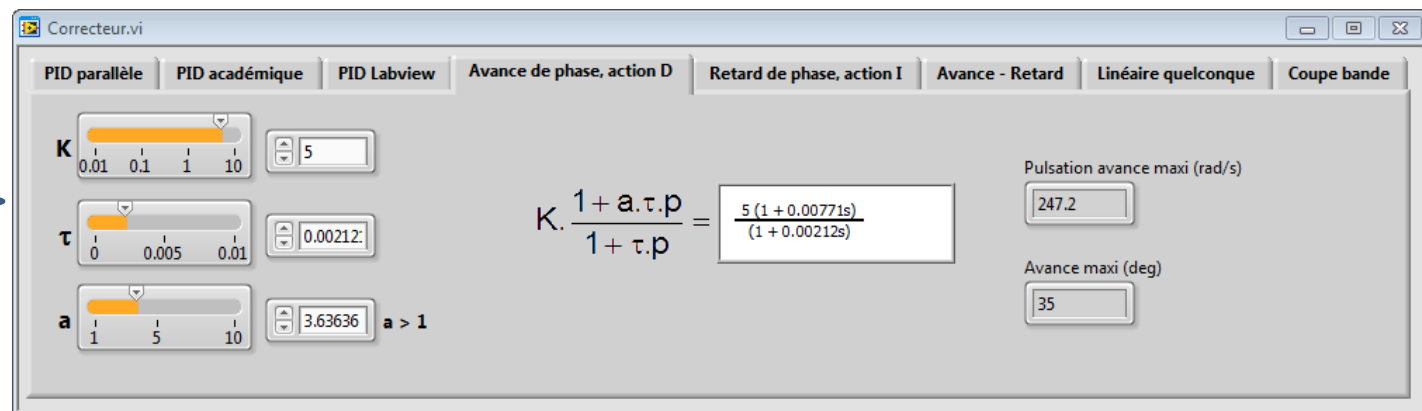 Correcteur.vi
PID parallèle PID académique PID Labview Avance de phase, action D Retard de phase, action I Avance - Retard Linéaire quelconque Coupe bande
K
0.01 0.1 1 10
5
τ
0 0.005 0.01
0.00212
a
1 5 10
3.63636
a > 1
K. 1 + a.τ.p / 1 + τ.p =
5 (1 + 0.00771s)
(1 + 0.00212s)
Pulsation avance maxi (rad/s)
247.2
Avance maxi (deg)
35